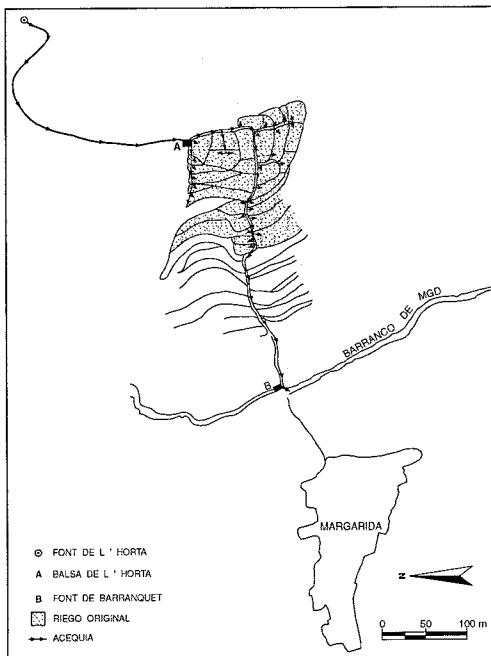 A
BARRANCO DE MGD
B
MARGARIDA
FONT DE L ' HORTA
A BALSA DE L ' HORTA
B FONT DE BARRANQUET
RIEGO ORIGINAL
ACEQUIA
N
0 50 100 m